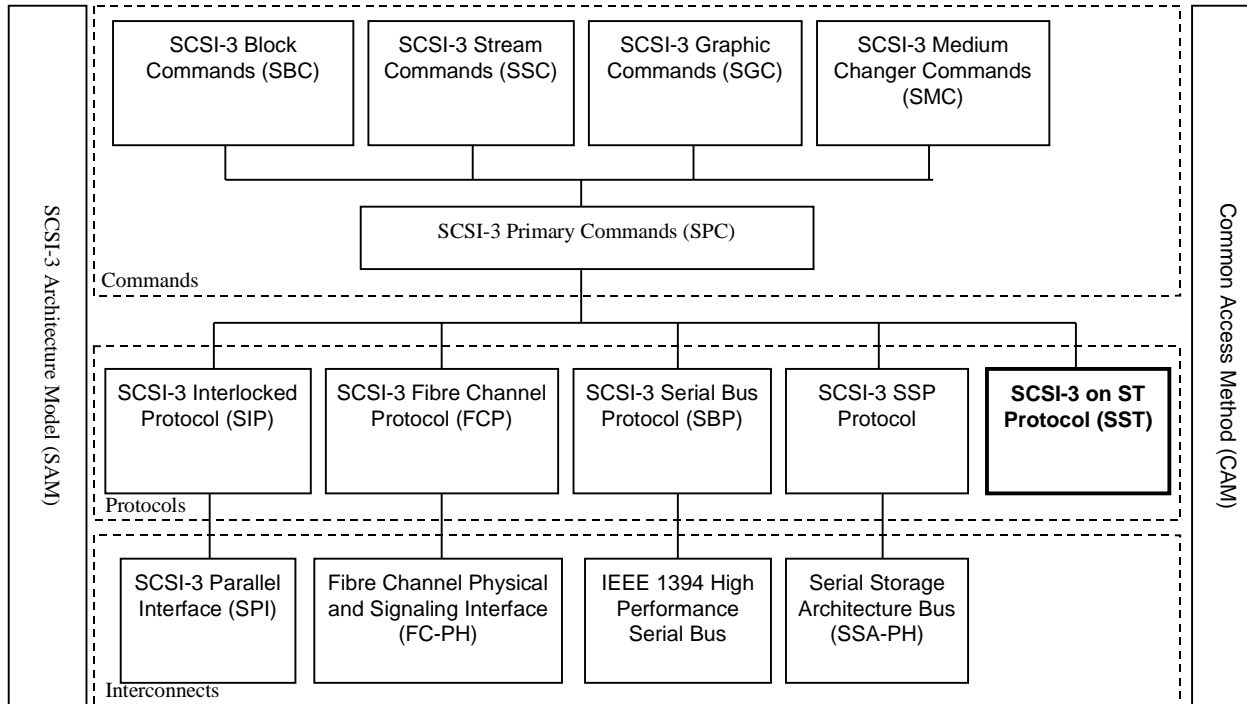 SCSI-3 Block
Commands (SBC)
SCSI-3 Stream
Commands (SSC)
SCSI-3 Graphic
Commands (SGC)
SCSI-3 Medium
Changer Commands
(SMC)
SCSI-3 Primary Commands (SPC)
Commands
SCSI-3 Architecture Model (SAM)
Common Access Method (CAM)
SCSI-3 Interlocked
Protocol (SIP)
SCSI-3 Fibre Channel
Protocol (FCP)
SCSI-3 Serial Bus
Protocol (SBP)
SCSI-3 SSP
Protocol
SCSI-3 on ST
Protocol (SST)
Protocols
SCSI-3 Parallel
Interface (SPI)
Fibre Channel Physical
and Signaling Interface
(FC-PH)
IEEE 1394 High
Performance
Serial Bus
Serial Storage
Architecture Bus
(SSA-PH)
Interconnects